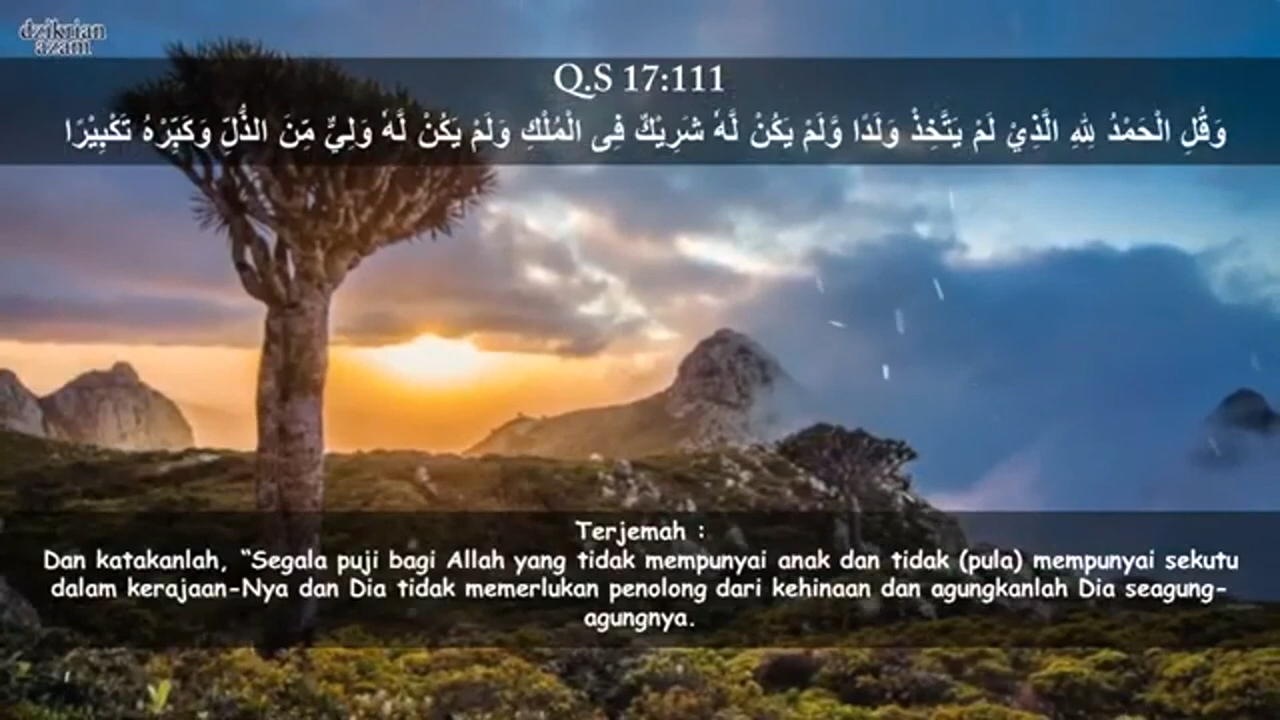 dzikrian
azam
Q.S 17:111
وَقُلِ الْحَمْدُ لِلّٰهِ الَّذِيْ لَمْ يَتَّخِذْ وَلَدًا وَّلَمْ يَكُنْ لَّهٗ شَرِيْكٌ فِى الْمُلْكِ وَلَمْ يَكُنْ لَّهٗ وَلِيٌّ مِّنَ الذُّلِّ وَكَبِّرْهُ تَكْبِيْرًا
Terjemah :
Dan katakanlah, “Segala puji bagi Allah yang tidak mempunyai anak dan tidak (pula) mempunyai sekutu
dalam kerajaan-Nya dan Dia tidak memerlukan penolong dari kehinaan dan agungkanlah Dia seagung-
agungnya.